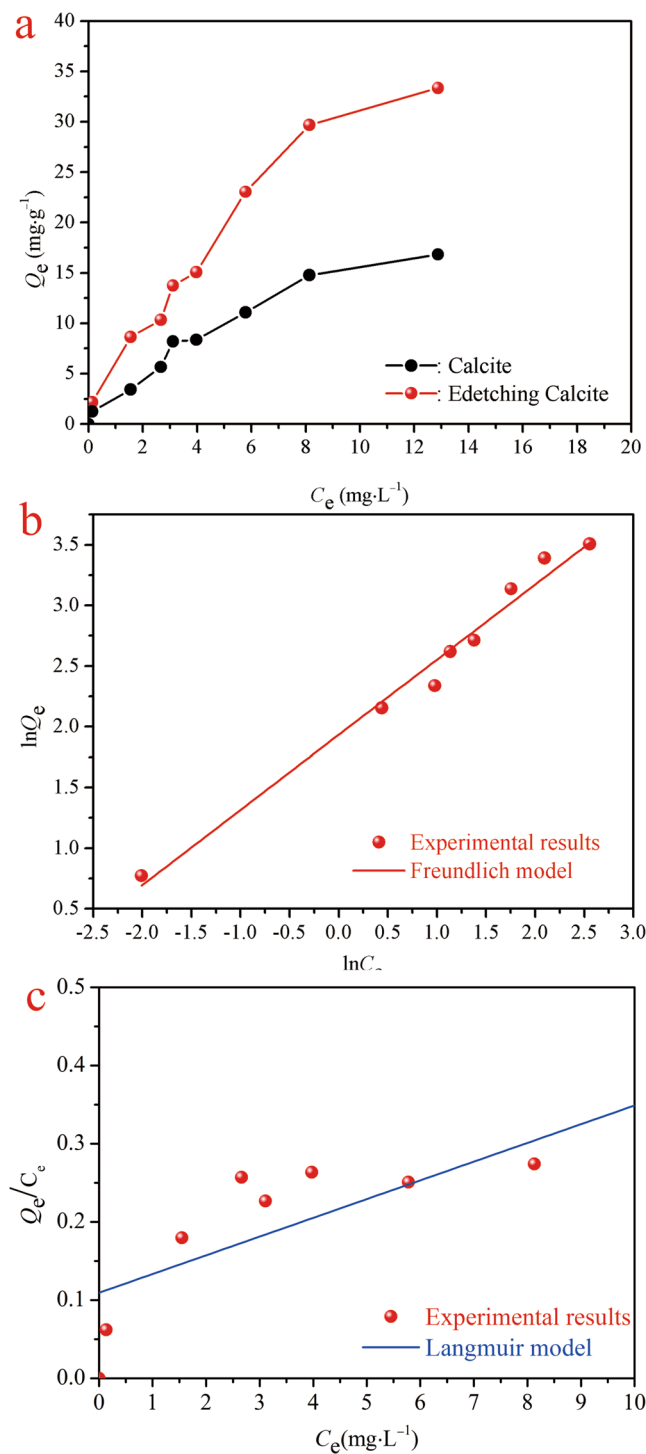 a
40
35
30
25
20
15
10
5
0
Qe (mg·g⁻¹)
: Calcite
: Edetching Calcite
0 2 4 6 8 10 12 14 16 18 20
Ce (mg·L⁻¹)
b
3.5
3.0
2.5
2.0
1.5
1.0
0.5
lnQe
Experimental results
Freundlich model
-2.5 -2.0 -1.5 -1.0 -0.5 0.0 0.5 1.0 1.5 2.0 2.5 3.0
c
0.5
0.4
0.3
0.2
0.1
0.0
Qe/Ce
Experimental results
Langmuir model
0 1 2 3 4 5 6 7 8 9 10
Ce(mg·L⁻¹)